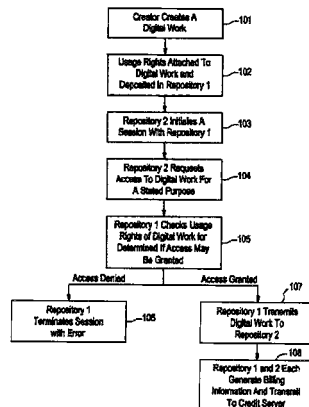 Creator Creates A
Digital Work
101
Usage Rights Attached To
Digital Work and
Deposited In Repository 1
102
Repository 2 Initiates A
Session With Repository 1
103
Repository 2 Requests
Access To Digital Work For
A Stated Purpose
104
Repository 1 Checks Usage
Rights of Digital Work for
Determined If Access May
Be Granted
105
Access Denied
Access Granted
Repository 1
Terminates Session
with Error
106
107
Repository 1 Transmits
Digital Work To
Repository 2
108
Repository 1 and 2 Each
Generate Billing
Information And Transmit
To Credit Server